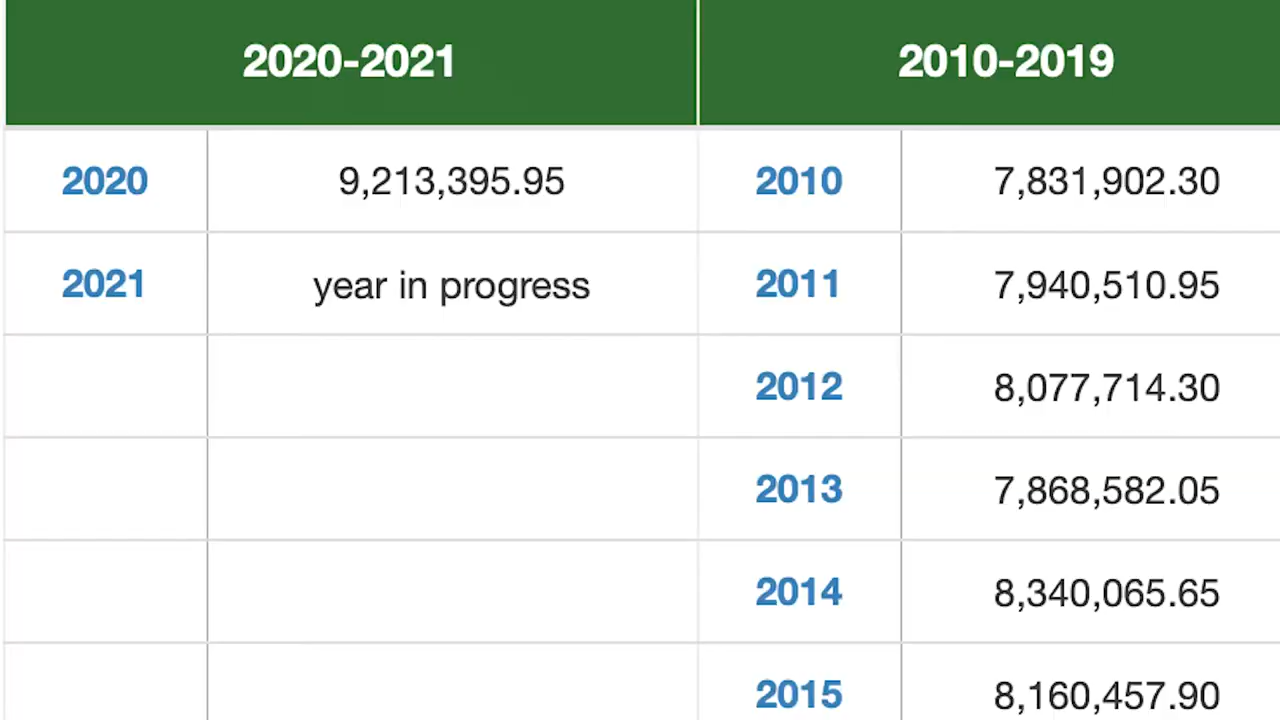 2020-2021 2010-2019
2020 9,213,395.95 2010 7,831,902.30
2021 year in progress 2011 7,940,510.95
2012 8,077,714.30
2013 7,868,582.05
2014 8,340,065.65
2015 8,160,457.90